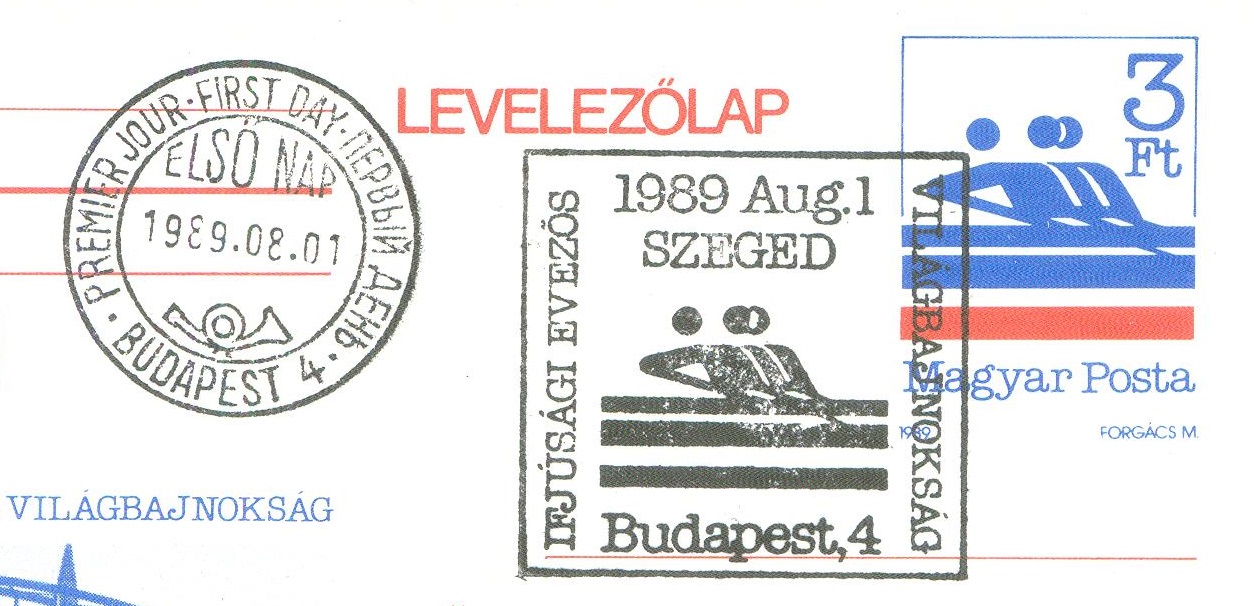 PREMIER JOUR · FIRST DAY · ПЕРВЫЙ ДЕНЬ ·
ELSŐ NAP
1989.08.01
· BUDAPEST 4 ·
LEVELEZŐLAP
3
Ft
1989 Aug.1
SZEGED
IFJÚSÁGI EVEZŐS
VILÁGBAJNOKSÁG
Budapest,4
Magyar Posta
1989
FORGÁCS M.
VILÁGBAJNOKSÁG